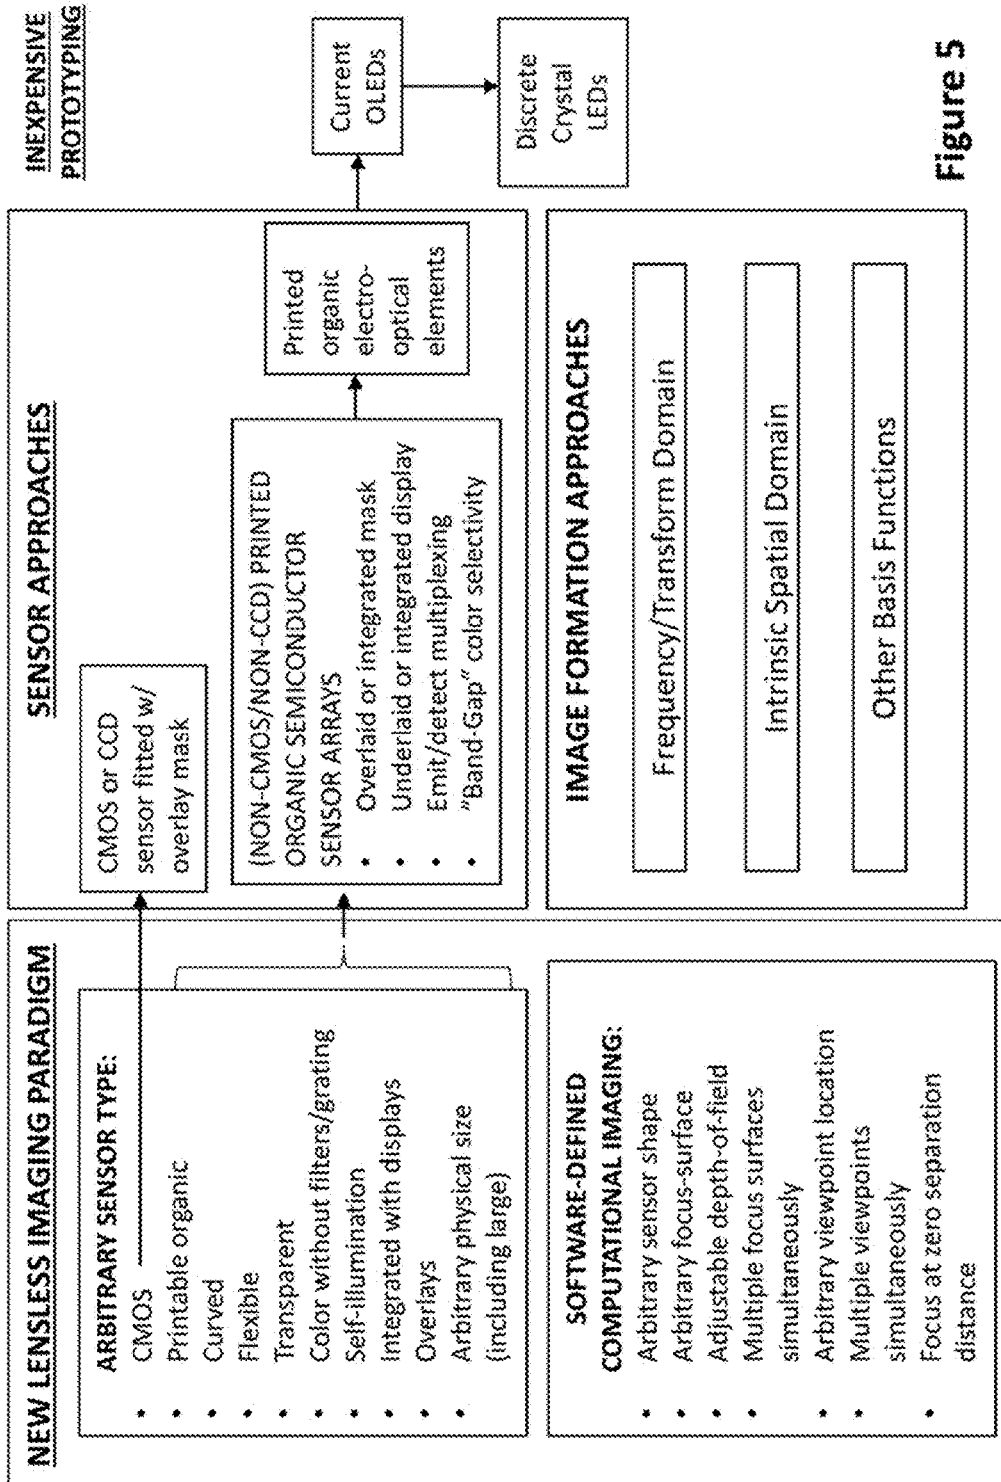 NEW LENSLESS IMAGING PARADIGM
ARBITRARY SENSOR TYPE:
• CMOS
• Printable organic
• Curved
• Flexible
• Transparent
• Color without filters/grating
• Self-illumination
• Integrated with displays
• Overlays
• Arbitrary physical size
(including large)
SOFTWARE-DEFINED
COMPUTATIONAL IMAGING:
• Arbitrary sensor shape
• Arbitrary focus-surface
• Adjustable depth-of-field
• Multiple focus surfaces
simultaneously
• Arbitrary viewpoint location
• Multiple viewpoints
simultaneously
• Focus at zero separation
distance
SENSOR APPROACHES
CMOS or CCD
sensor fitted w/
overlay mask
(NON-CMOS/NON-CCD) PRINTED
ORGANIC SEMICONDUCTOR
SENSOR ARRAYS
• Overlaid or integrated mask
• Underlaid or integrated display
• Emit/detect multiplexing
• "Band-Gap" color selectivity
Printed
organic
electro-
optical
elements
IMAGE FORMATION APPROACHES
Frequency/Transform Domain
Intrinsic Spatial Domain
Other Basis Functions
INEXPENSIVE
PROTOTYPING
Current
OLEDs
Discrete
Crystal
LEDs
Figure 5